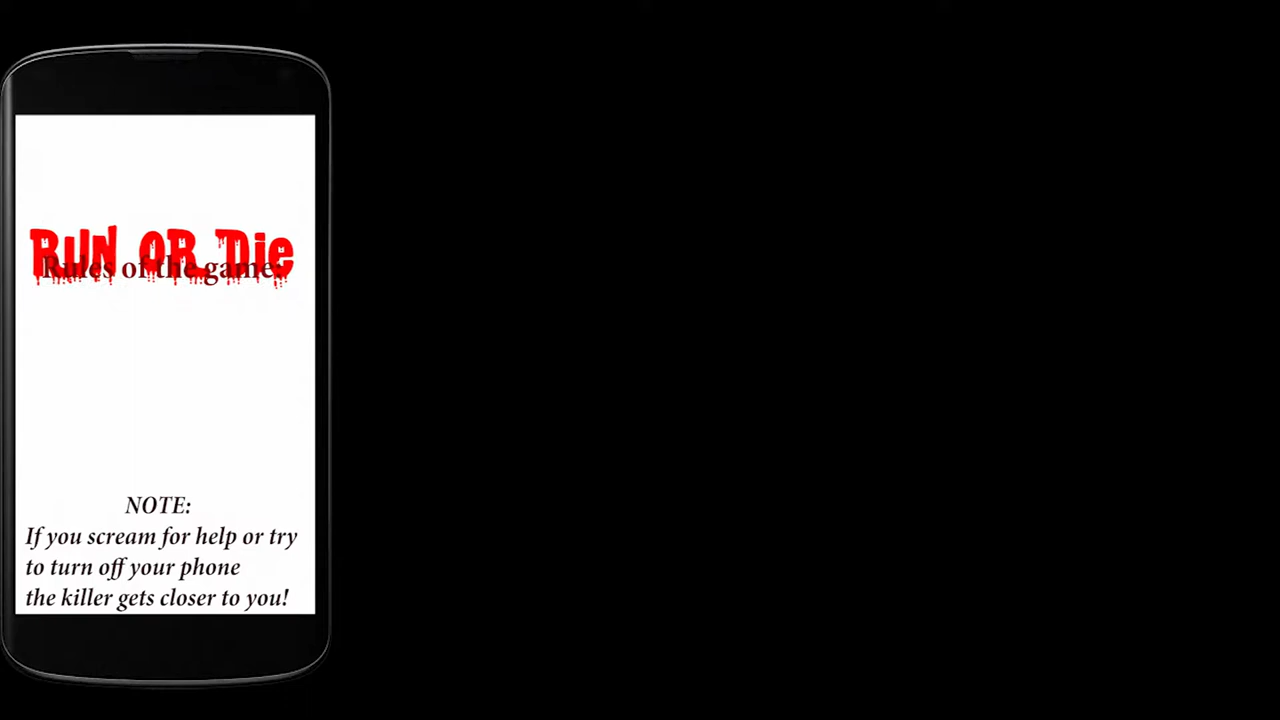 RUN OR Die
Rules of the game:
NOTE:
If you scream for help or try
to turn off your phone
the killer gets closer to you!